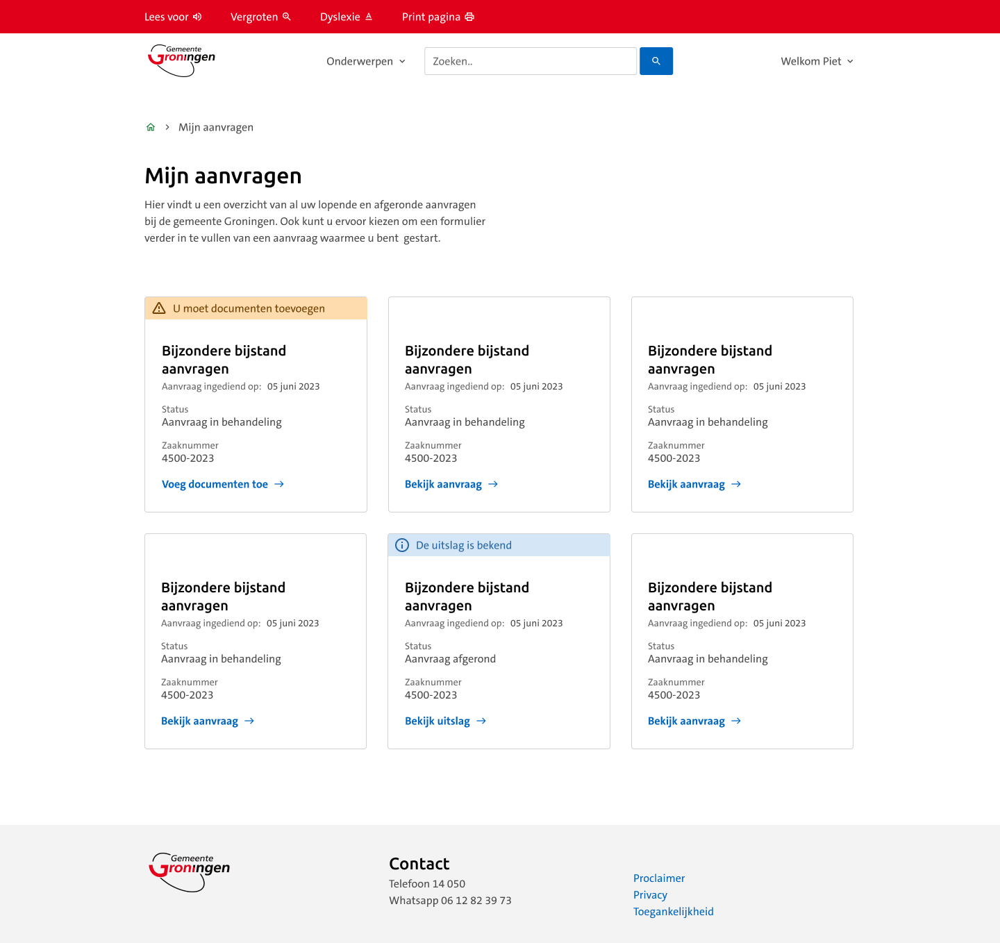 Lees voor
Vergroten
Dyslexie
Print pagina
Gemeente
Groningen
Onderwerpen
Zoeken..
Welkom Piet
Mijn aanvragen
Mijn aanvragen
Hier vindt u een overzicht van al uw lopende en afgeronde aanvragen
bij de gemeente Groningen. Ook kunt u ervoor kiezen om een formulier
verder in te vullen van een aanvraag waarmee u bent  gestart.
U moet documenten toevoegen
Bijzondere bijstand
aanvragen
Aanvraag ingediend op: 05 juni 2023
Status
Aanvraag in behandeling
Zaaknummer
4500-2023
Voeg documenten toe
Bijzondere bijstand
aanvragen
Aanvraag ingediend op: 05 juni 2023
Status
Aanvraag in behandeling
Zaaknummer
4500-2023
Bekijk aanvraag
Bijzondere bijstand
aanvragen
Aanvraag ingediend op: 05 juni 2023
Status
Aanvraag in behandeling
Zaaknummer
4500-2023
Bekijk aanvraag
Bijzondere bijstand
aanvragen
Aanvraag ingediend op: 05 juni 2023
Status
Aanvraag in behandeling
Zaaknummer
4500-2023
Bekijk aanvraag
De uitslag is bekend
Bijzondere bijstand
aanvragen
Aanvraag ingediend op: 05 juni 2023
Status
Aanvraag afgerond
Zaaknummer
4500-2023
Bekijk uitslag
Bijzondere bijstand
aanvragen
Aanvraag ingediend op: 05 juni 2023
Status
Aanvraag in behandeling
Zaaknummer
4500-2023
Bekijk aanvraag
Gemeente
Groningen
Contact
Telefoon 14 050
Whatsapp 06 12 82 39 73
Proclaimer
Privacy
Toegankelijkheid